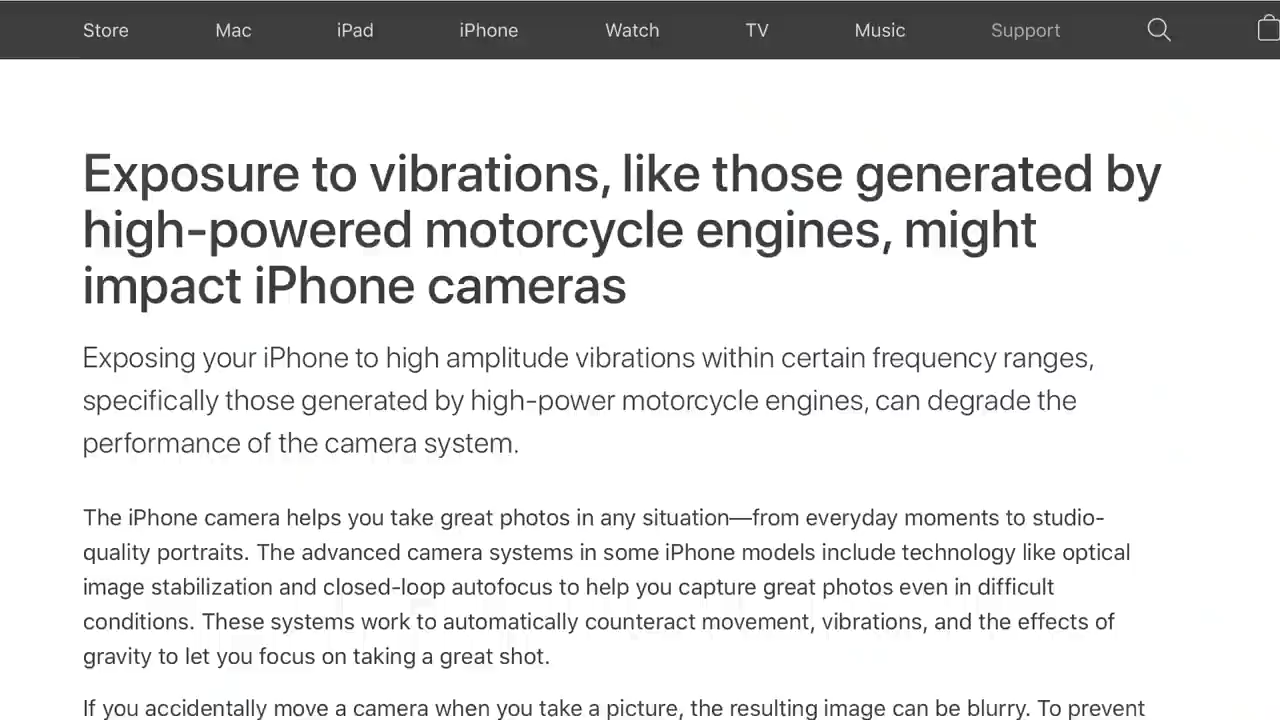 Store Mac iPad iPhone Watch TV Music Support
Exposure to vibrations, like those generated by
high-powered motorcycle engines, might
impact iPhone cameras
Exposing your iPhone to high amplitude vibrations within certain frequency ranges,
specifically those generated by high-power motorcycle engines, can degrade the
performance of the camera system.
The iPhone camera helps you take great photos in any situation—from everyday moments to studio-
quality portraits. The advanced camera systems in some iPhone models include technology like optical
image stabilization and closed-loop autofocus to help you capture great photos even in difficult
conditions. These systems work to automatically counteract movement, vibrations, and the effects of
gravity to let you focus on taking a great shot.
If you accidentally move a camera when you take a picture, the resulting image can be blurry. To prevent